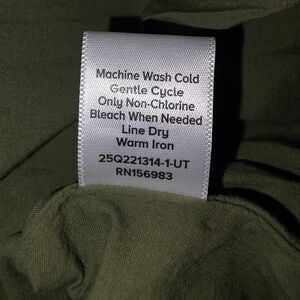 Machine Wash Cold
Gentle Cycle
Only Non-Chlorine
Bleach When Needed
Line Dry
Warm Iron
25Q221314-1-UT
RN156983